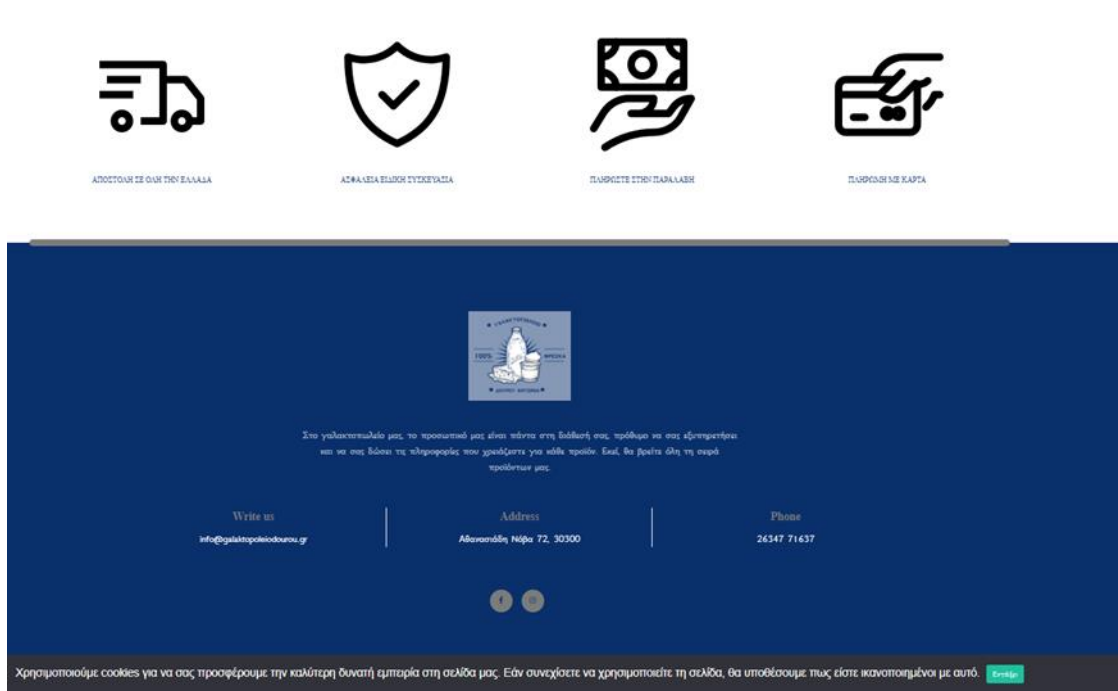 ΑΠΟΣΤΟΛΗ ΣΕ ΟΛΗ ΤΗΝ ΕΛΛΑΔΑ
ΑΣΦΑΛΕΙΑ ΕΙΔΙΚΗ ΣΥΣΚΕΥΑΣΙΑ
ΠΛΗΡΩΣΤΕ ΣΤΗΝ ΠΑΡΑΛΑΒΗ
ΠΛΗΡΩΜΗ ΜΕ ΚΑΡΤΑ
100%
ΦΡΕΣΚΑ
Στο γαλακτοπωλείο μας, το προσωπικό μας είναι πάντα στη διάθεσή σας, πρόθυμο να σας εξυπηρετήσει
και να σας δώσει τις πληροφορίες που χρειάζεστε για κάθε προϊόν. Εκεί, θα βρείτε όλη τη σειρά
προϊόντων μας.
Write us
info@galaktopoleiodourou.gr
Address
Αθανασιάδη Νόβα 72, 30300
Phone
26347 71637
Χρησιμοποιούμε cookies για να σας προσφέρουμε την καλύτερη δυνατή εμπειρία στη σελίδα μας. Εάν συνεχίσετε να χρησιμοποιείτε τη σελίδα, θα υποθέσουμε πως είστε ικανοποιημένοι με αυτό.
Εντάξει